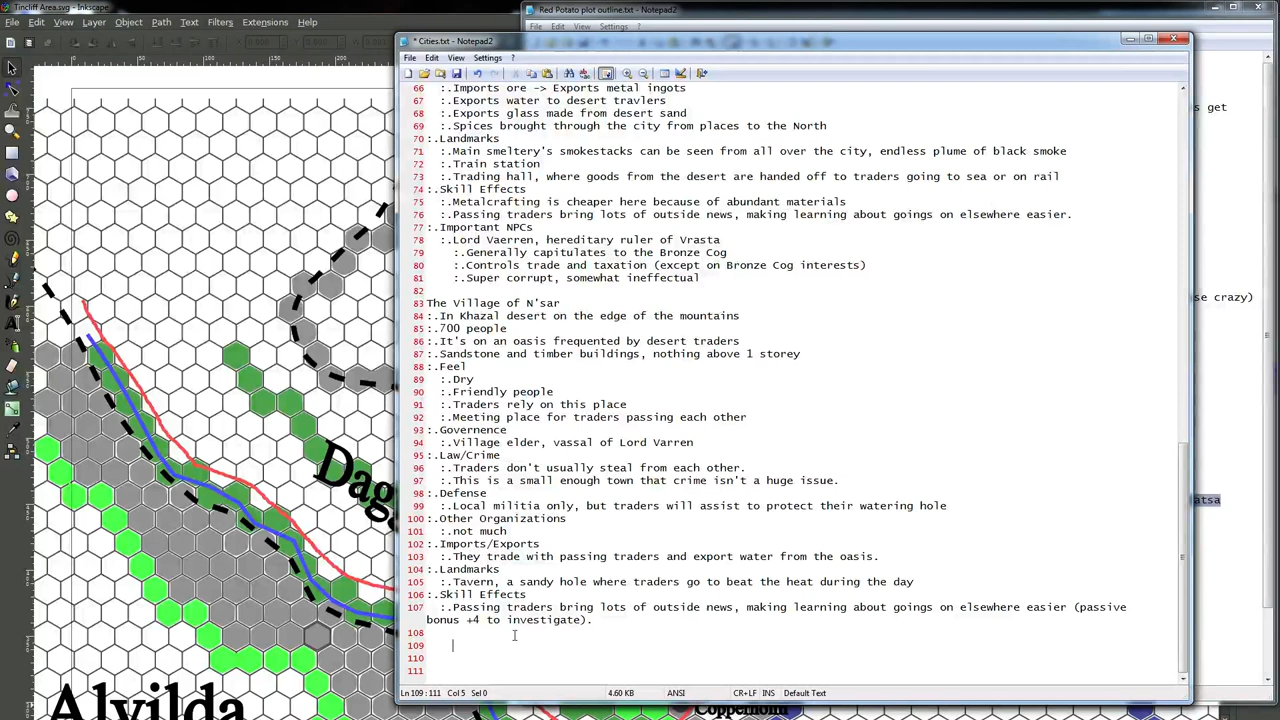 Tincliff Area.svg - Inkscape
File Edit View Layer Object Path Text Filters Extensions Help
Red Potato plot outline.txt - Notepad2
File Edit View Settings ?
* Cities.txt - Notepad2
File Edit View Settings ?
66 :.Imports ore -> Exports metal ingots
67 :.Exports water to desert travlers
68 :.Exports glass made from desert sand
69 :.Spices brought through the city from places to the North
70 :.Landmarks
71 :.Main smeltery's smokestacks can be seen from all over the city, endless plume of black smoke
72 :.Train station
73 :.Trading hall, where goods from the desert are handed off to traders going to sea or on rail
74 :.Skill Effects
75 :.Metalcrafting is cheaper here because of abundant materials
76 :.Passing traders bring lots of outside news, making learning about goings on elsewhere easier.
77 :.Important NPCs
78 :.Lord Vaerren, hereditary ruler of Vrasta
79 :.Generally capitulates to the Bronze Cog
80 :.Controls trade and taxation (except on Bronze Cog interests)
81 :.Super corrupt, somewhat ineffectual
82
83 The Village of N'sar
84 :.In Khazal desert on the edge of the mountains
85 :.700 people
86 :.It's on an oasis frequented by desert traders
87 :.Sandstone and timber buildings, nothing above 1 storey
88 :.Feel
89 :.Dry
90 :.Friendly people
91 :.Traders rely on this place
92 :.Meeting place for traders passing each other
93 :.Governence
94 :.Village elder, vassal of Lord Varren
95 :.Law/Crime
96 :.Traders don't usually steal from each other.
97 :.This is a small enough town that crime isn't a huge issue.
98 :.Defense
99 :.Local militia only, but traders will assist to protect their watering hole
100 :.Other Organizations
101 :.not much
102 :.Imports/Exports
103 :.They trade with passing traders and export water from the oasis.
104 :.Landmarks
105 :.Tavern, a sandy hole where traders go to beat the heat during the day
106 :.Skill Effects
107 :.Passing traders bring lots of outside news, making learning about goings on elsewhere easier (passive
bonus +4 to investigate).
108
109
110
111
Ln 109 : 111 Col 5 Sel 0 4.60 KB ANSI CR+LF INS Default Text
s get
se crazy)
atsa
Dag
Alvilda